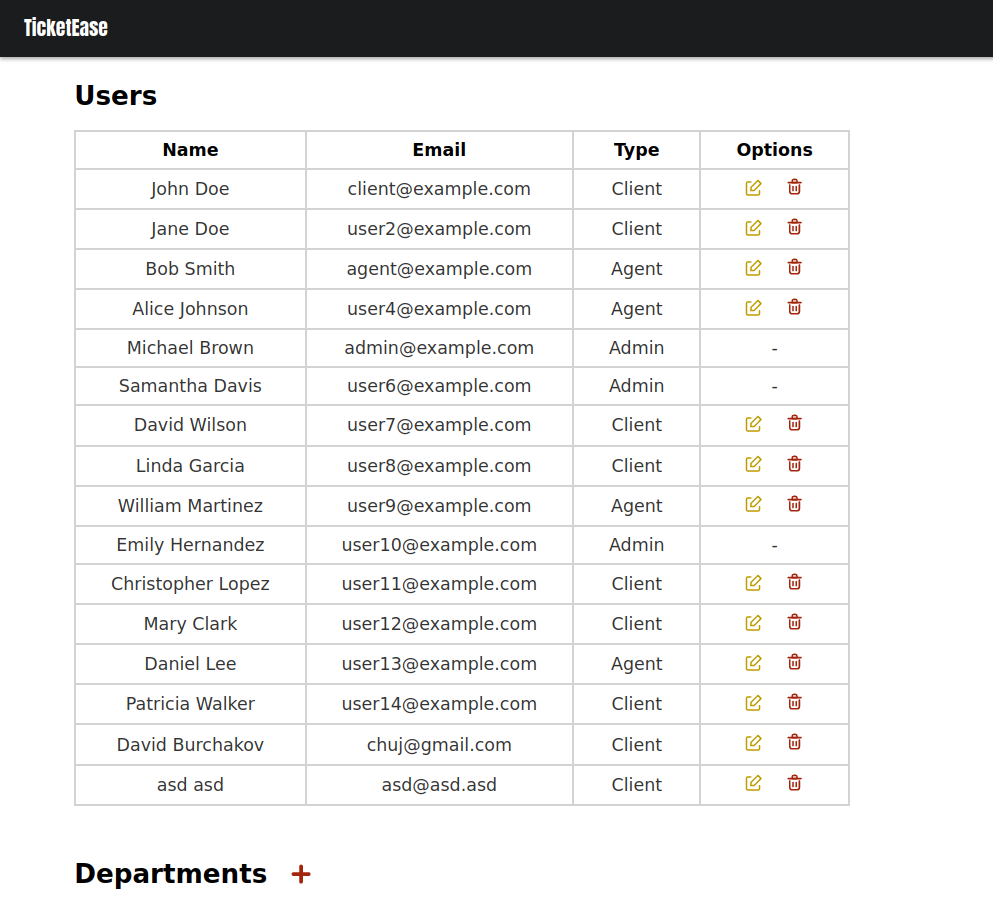 TicketEase
Users
Name Email Type Options
John Doe client@example.com Client
Jane Doe user2@example.com Client
Bob Smith agent@example.com Agent
Alice Johnson user4@example.com Agent
Michael Brown admin@example.com Admin -
Samantha Davis user6@example.com Admin -
David Wilson user7@example.com Client
Linda Garcia user8@example.com Client
William Martinez user9@example.com Agent
Emily Hernandez user10@example.com Admin -
Christopher Lopez user11@example.com Client
Mary Clark user12@example.com Client
Daniel Lee user13@example.com Agent
Patricia Walker user14@example.com Client
David Burchakov chuj@gmail.com Client
asd asd asd@asd.asd Client
Departments +